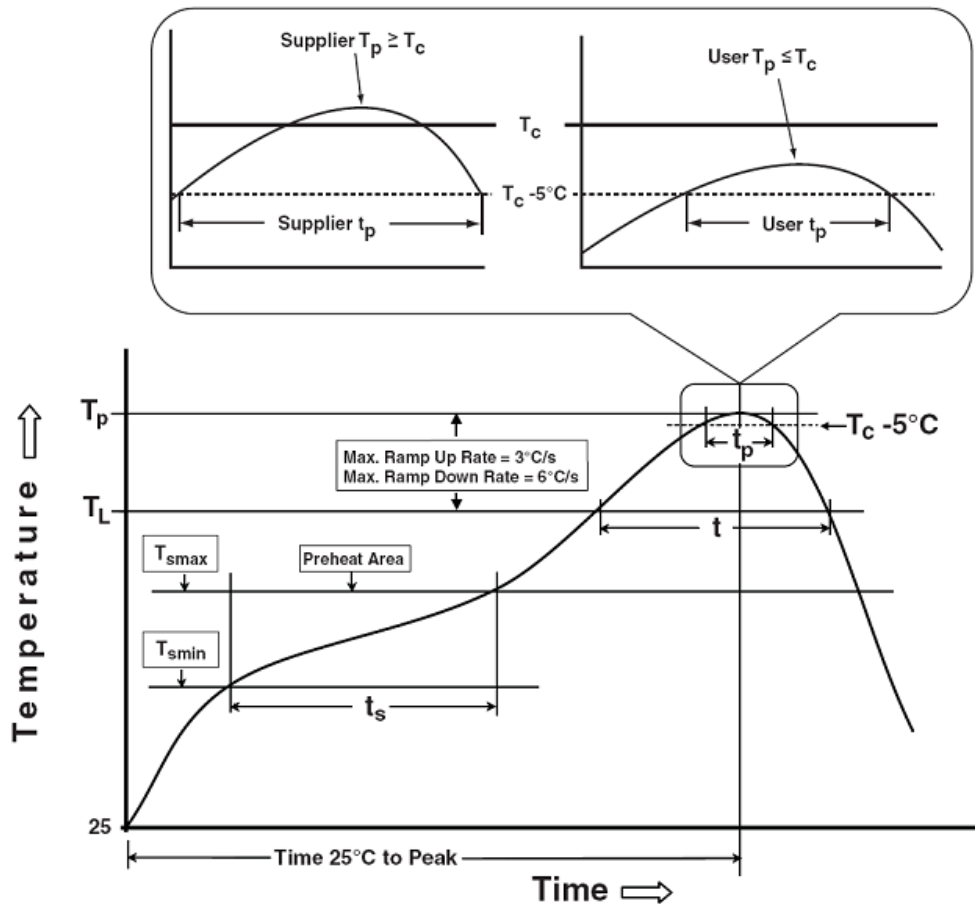 Supplier Tp ≥ Tc
User Tp ≤ Tc
Tc
Tc -5°C
Supplier tp
User tp
Tp
Tc -5°C
tp
Max. Ramp Up Rate = 3°C/s
Max. Ramp Down Rate = 6°C/s
TL
t
Tsmax
Preheat Area
Tsmin
ts
Temperature
25
Time 25°C to Peak
Time